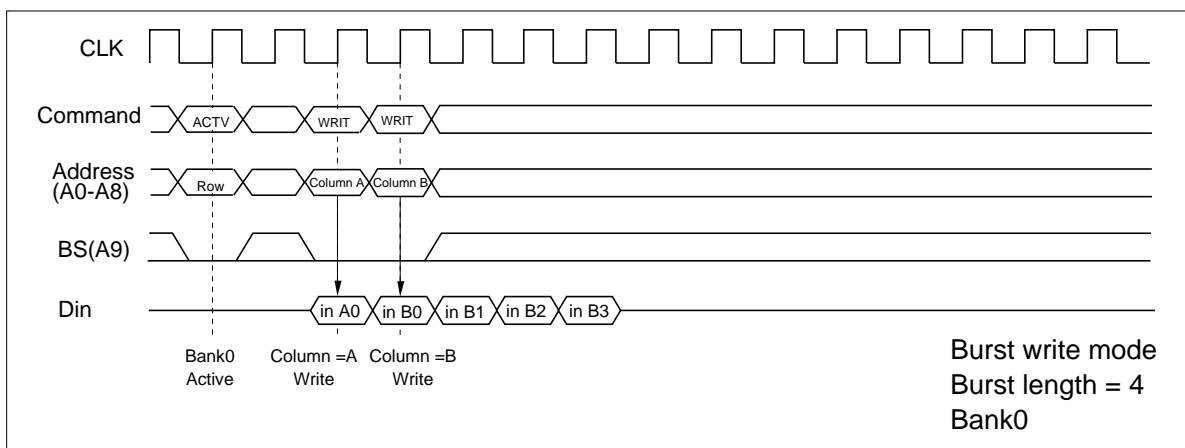 CLK
Command
ACTV
WRIT
WRIT
Address
(A0-A8)
Row
Column A
Column B
BS(A9)
Din
in A0
in B0
in B1
in B2
in B3
Bank0
Active
Column =A
Write
Column =B
Write
Burst write mode
Burst length = 4
Bank0